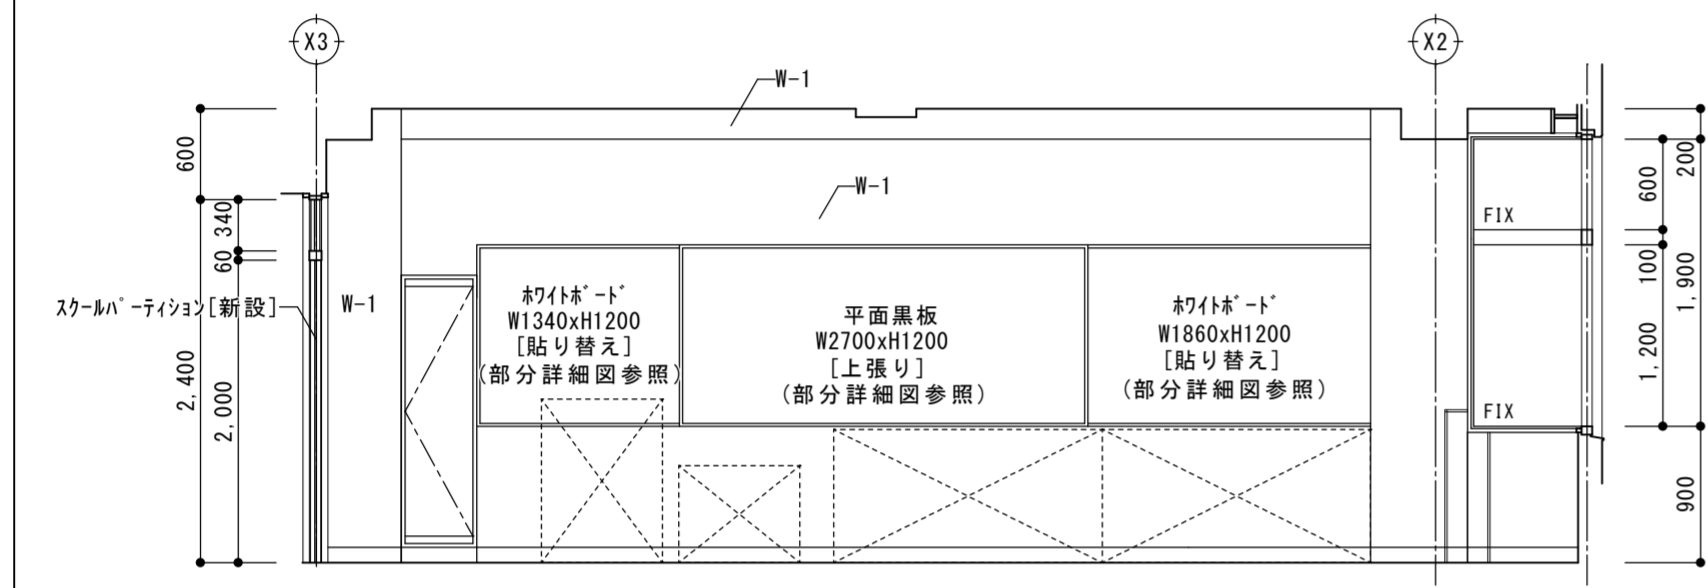 X3
X2
W-1
W-1
W-1
600
340
60
2,400
2,000
スクールパーティション[新設]
ホワイトボード
W1340xH1200
[貼り替え]
(部分詳細図参照)
平面黒板
W2700xH1200
[上張り]
(部分詳細図参照)
ホワイトボード
W1860xH1200
[貼り替え]
(部分詳細図参照)
FIX
FIX
600
100
1,200
200
1,900
900